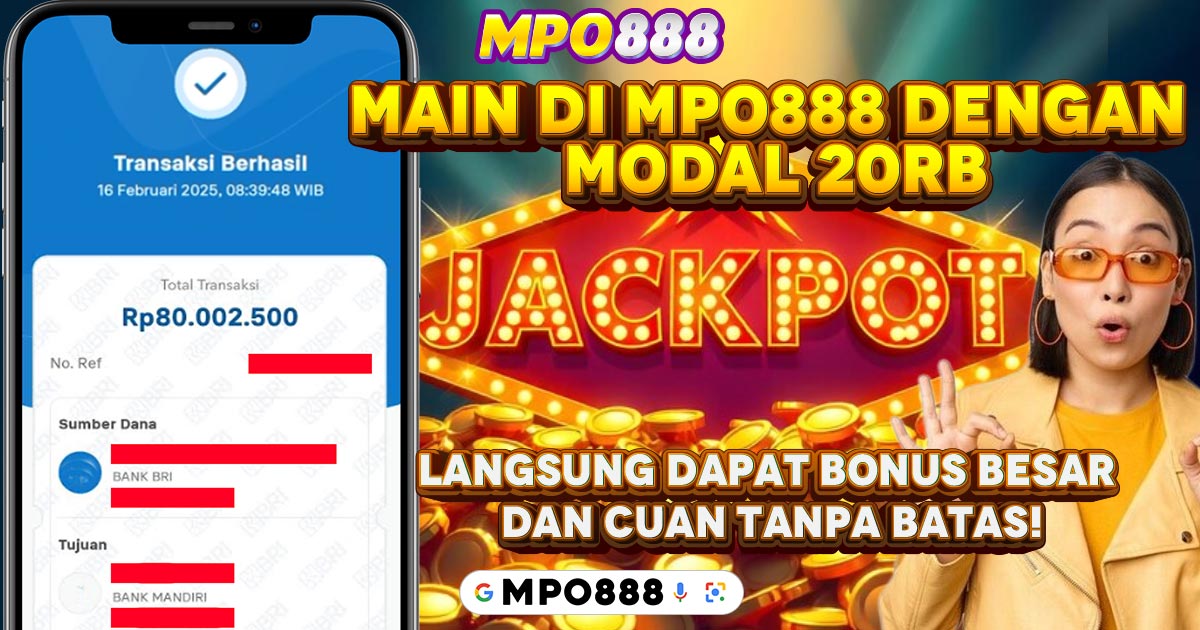 MPO888
MAIN DI MPO888 DENGAN
MODAL 20RB
Transaksi Berhasil
16 Februari 2025, 08:39:48 WIB
Total Transaksi
Rp80.002.500
No. Ref
Sumber Dana
BANK BRI
Tujuan
BANK MANDIRI
JACKPOT
LANGSUNG DAPAT BONUS BESAR
DAN CUAN TANPA BATAS!
G MPO888